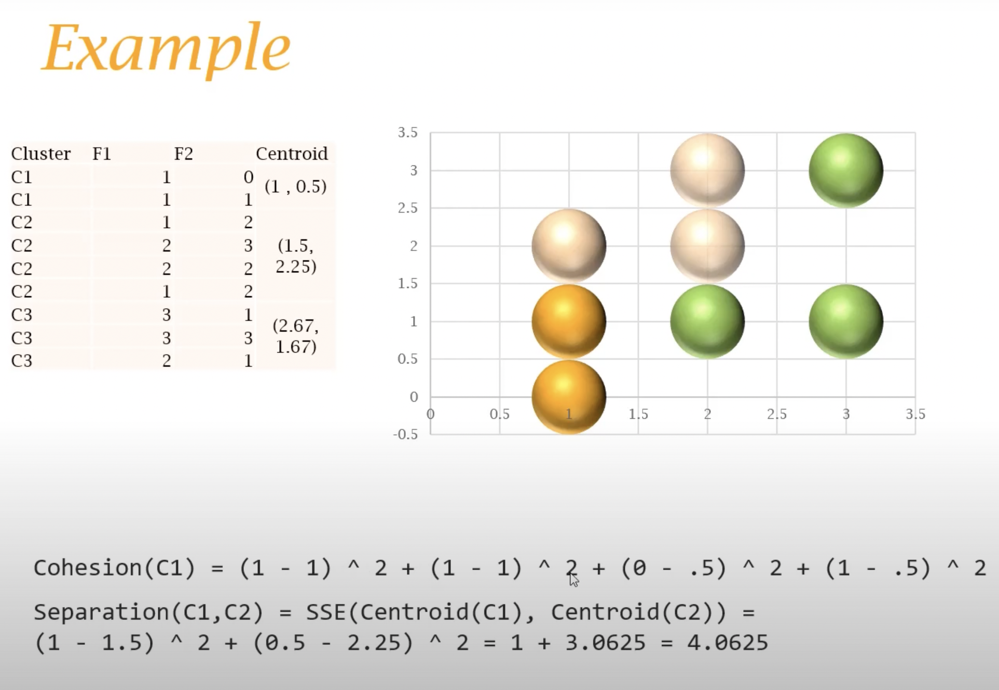 Example
Cluster F1 F2 Centroid
C1 1 0 (1 , 0.5)
C1 1 1
C2 1 2
C2 2 3 (1.5,
C2 2 2 2.25)
C2 1 2
C3 3 1 (2.67,
C3 3 3 1.67)
C3 2 1
3.5
3
2.5
2
1.5
1
0.5
0
0 0.5 1 1.5 2 2.5 3 3.5
-0.5
Cohesion(C1) = (1 - 1) ^ 2 + (1 - 1) ^ 2 + (0 - .5) ^ 2 + (1 - .5) ^ 2
Separation(C1,C2) = SSE(Centroid(C1), Centroid(C2)) =
(1 - 1.5) ^ 2 + (0.5 - 2.25) ^ 2 = 1 + 3.0625 = 4.0625